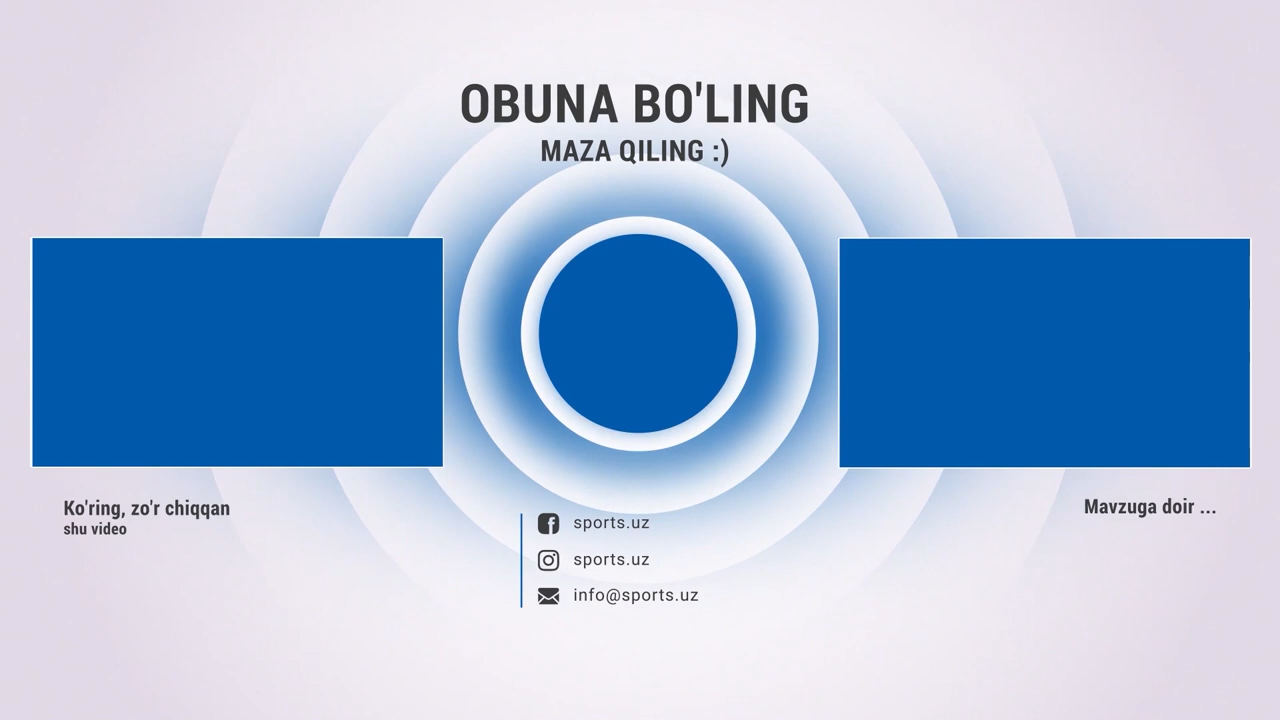 OBUNA BO'LING
MAZA QILING :)
Ko'ring, zo'r chiqqan
shu video
Mavzuga doir ...
sports.uz
sports.uz
info@sports.uz